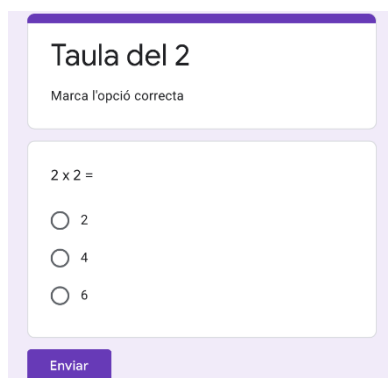 Taula del 2
Marca l'opció correcta
2 x 2 =
2
4
6
Enviar